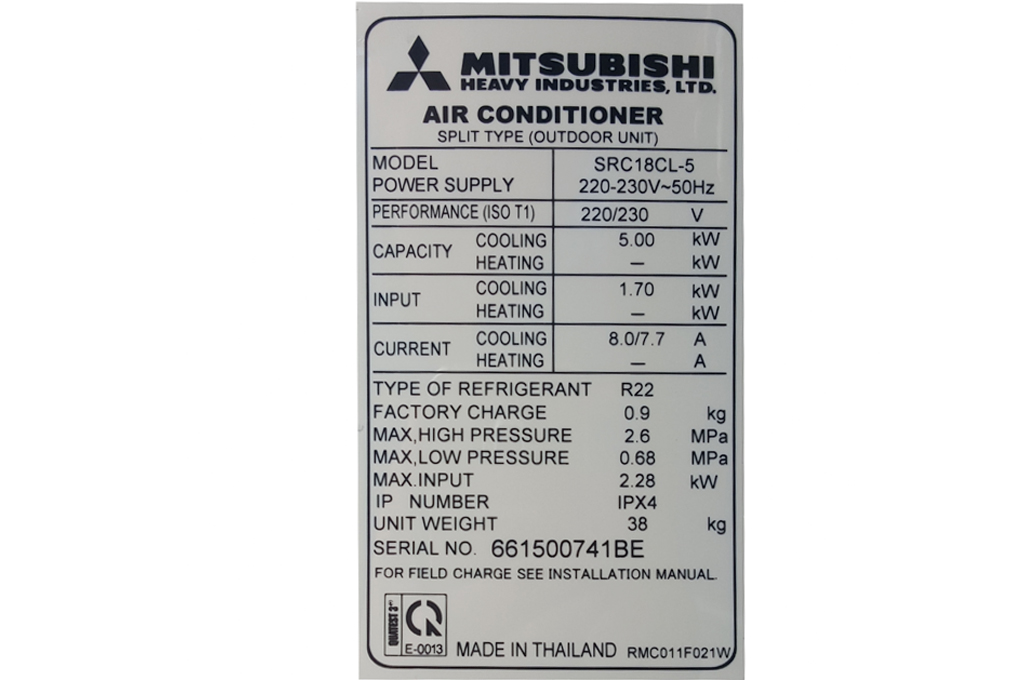 MITSUBISHI
HEAVY INDUSTRIES, LTD.
AIR CONDITIONER
SPLIT TYPE (OUTDOOR UNIT)
MODEL SRC18CL-5
POWER SUPPLY 220-230V~50Hz
PERFORMANCE (ISO T1) 220/230 V
CAPACITY COOLING 5.00 kW
HEATING — kW
INPUT COOLING 1.70 kW
HEATING — kW
CURRENT COOLING 8.0/7.7 A
HEATING — A
TYPE OF REFRIGERANT R22
FACTORY CHARGE 0.9 kg
MAX,HIGH PRESSURE 2.6 MPa
MAX,LOW PRESSURE 0.68 MPa
MAX.INPUT 2.28 kW
IP NUMBER IPX4
UNIT WEIGHT 38 kg
SERIAL NO. 661500741BE
FOR FIELD CHARGE SEE INSTALLATION MANUAL.
QUATEST 3
E-0013
MADE IN THAILAND RMC011F021W